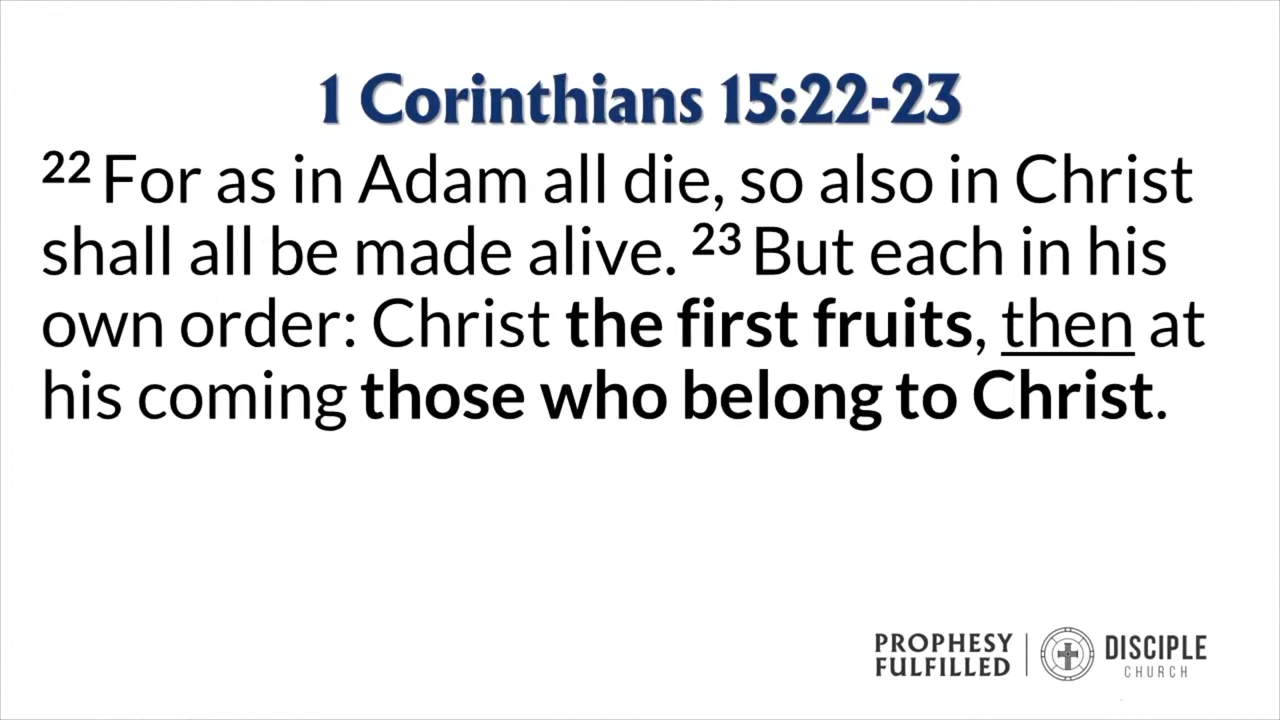 1 Corinthians 15:22-23
22 For as in Adam all die, so also in Christ
shall all be made alive. 23 But each in his
own order: Christ the first fruits, then at
his coming those who belong to Christ.
PROPHESY
FULFILLED
DISCIPLE
CHURCH